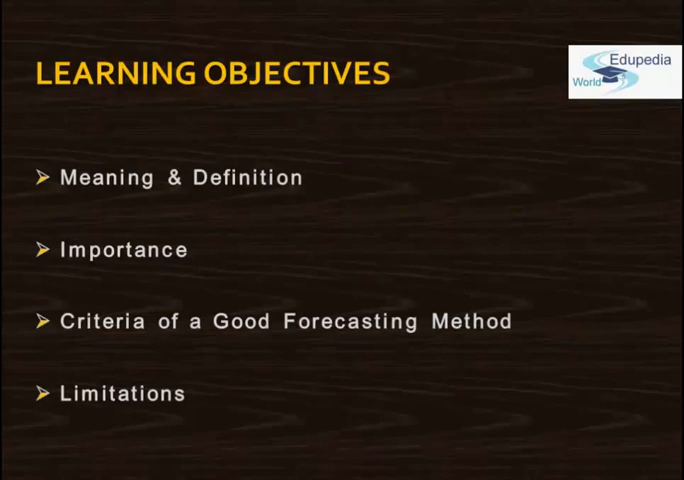 LEARNING OBJECTIVES
Edupedia
World
Meaning & Definition
Importance
Criteria of a Good Forecasting Method
Limitations